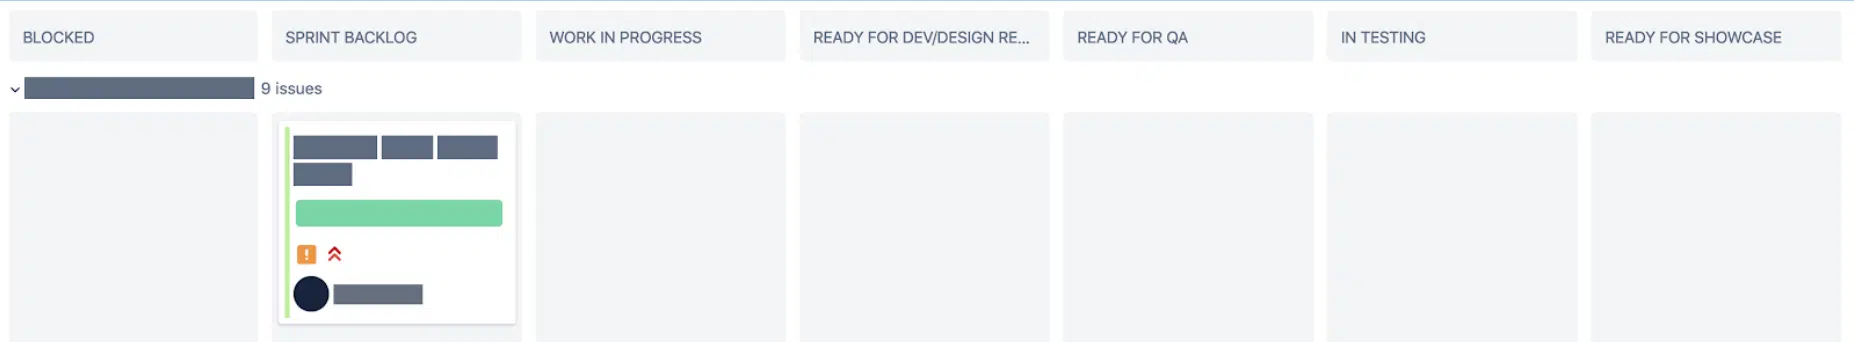 BLOCKED
SPRINT BACKLOG
WORK IN PROGRESS
READY FOR DEV/DESIGN RE...
READY FOR QA
IN TESTING
READY FOR SHOWCASE
9 issues